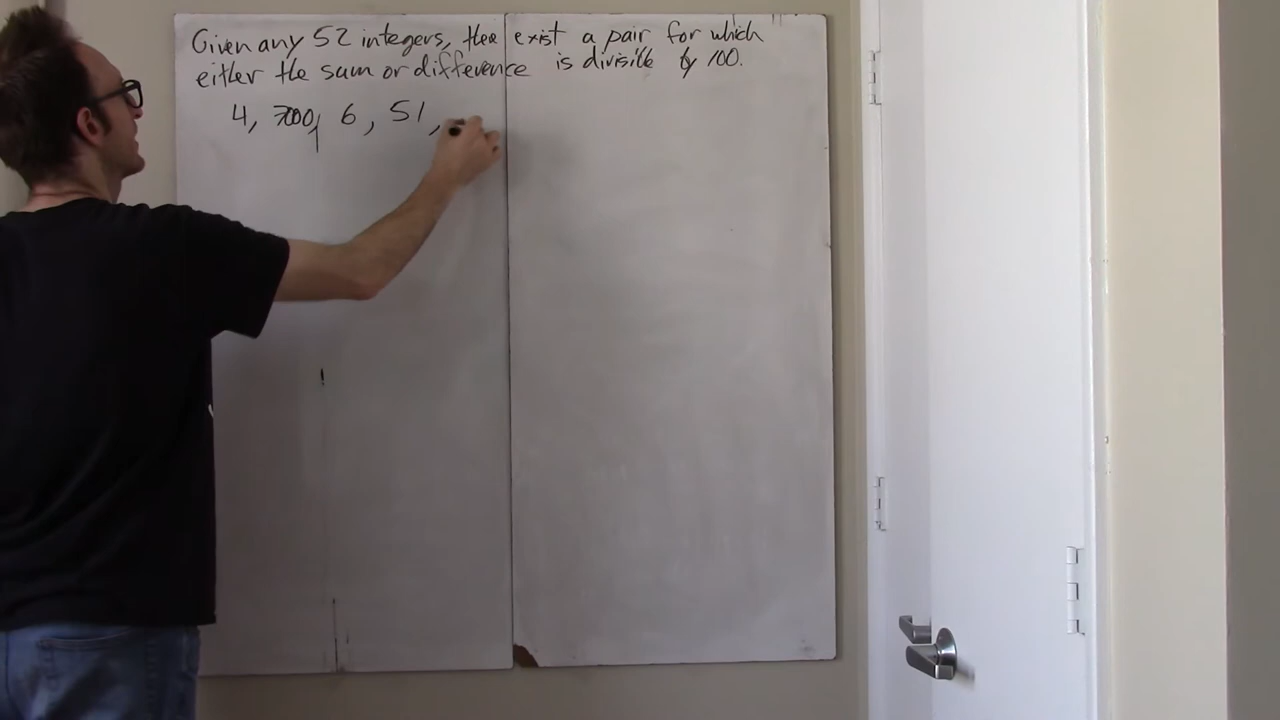 Given any 52 integers, there exist a pair for which
either the sum or difference is divisible by 100.
4, 7000, 6, 51,